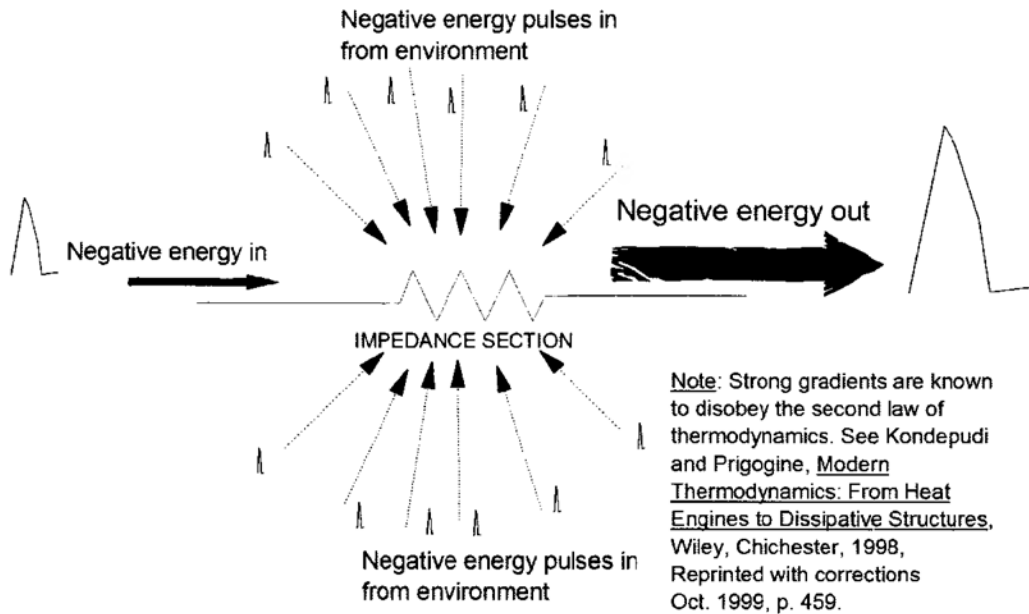 Negative energy pulses in
from environment
Negative energy in
Negative energy out
IMPEDANCE SECTION
Note: Strong gradients are known
to disobey the second law of
thermodynamics. See Kondepudi
and Prigogine, Modern
Thermodynamics: From Heat
Engines to Dissipative Structures,
Wiley, Chichester, 1998,
Reprinted with corrections
Oct. 1999, p. 459.
Negative energy pulses in
from environment